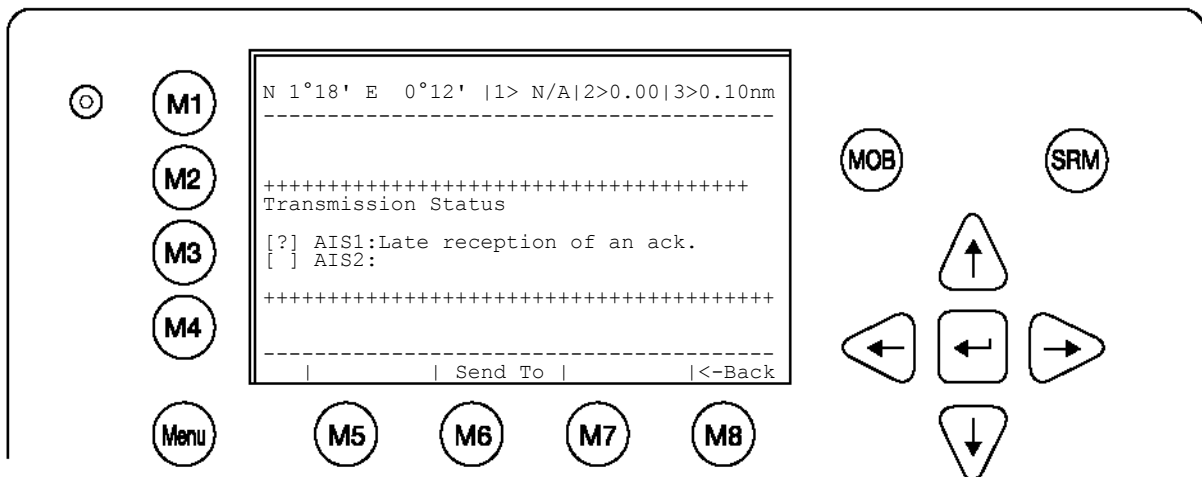 N 1°18' E 0°12' |1> N/A|2>0.00|3>0.10nm
----------------------------------------
++++++++++++++++++++++++++++++++++++++
Transmission Status
[?] AIS1:Late reception of an ack.
[ ] AIS2:
++++++++++++++++++++++++++++++++++++++++
----------------------------------------
| | Send To | |<-Back
M1
M2
M3
M4
Menu
M5
M6
M7
M8
MOB
SRM